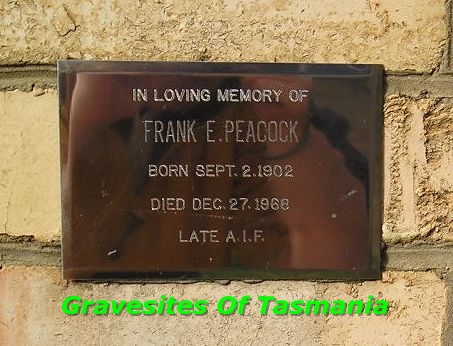 IN LOVING MEMORY OF
FRANK E. PEACOCK
BORN SEPT. 2. 1902
DIED DEC. 27. 1968
LATE A.I.F.
Gravesites Of Tasmania